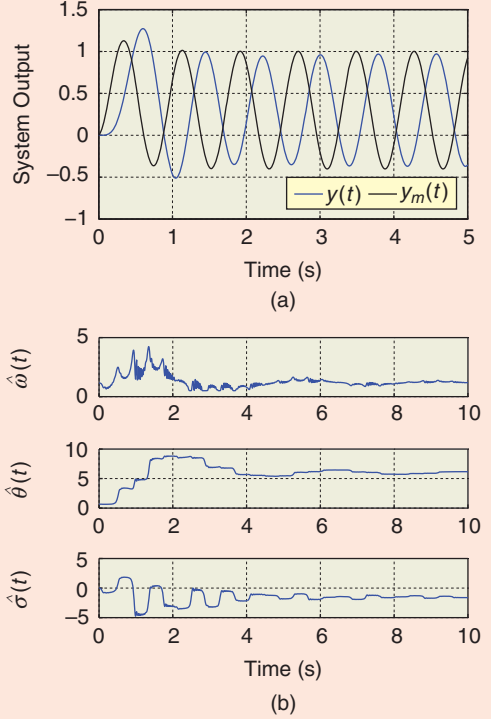 1.5
1
0.5
0
−0.5
−1
System Output
y(t) y_m(t)
0 1 2 3 4 5
Time (s)
(a)
5
0
ω̂(t)
0 2 4 6 8 10
10
5
0
θ̂(t)
0 2 4 6 8 10
5
0
−5
σ̂(t)
0 2 4 6 8 10
Time (s)
(b)